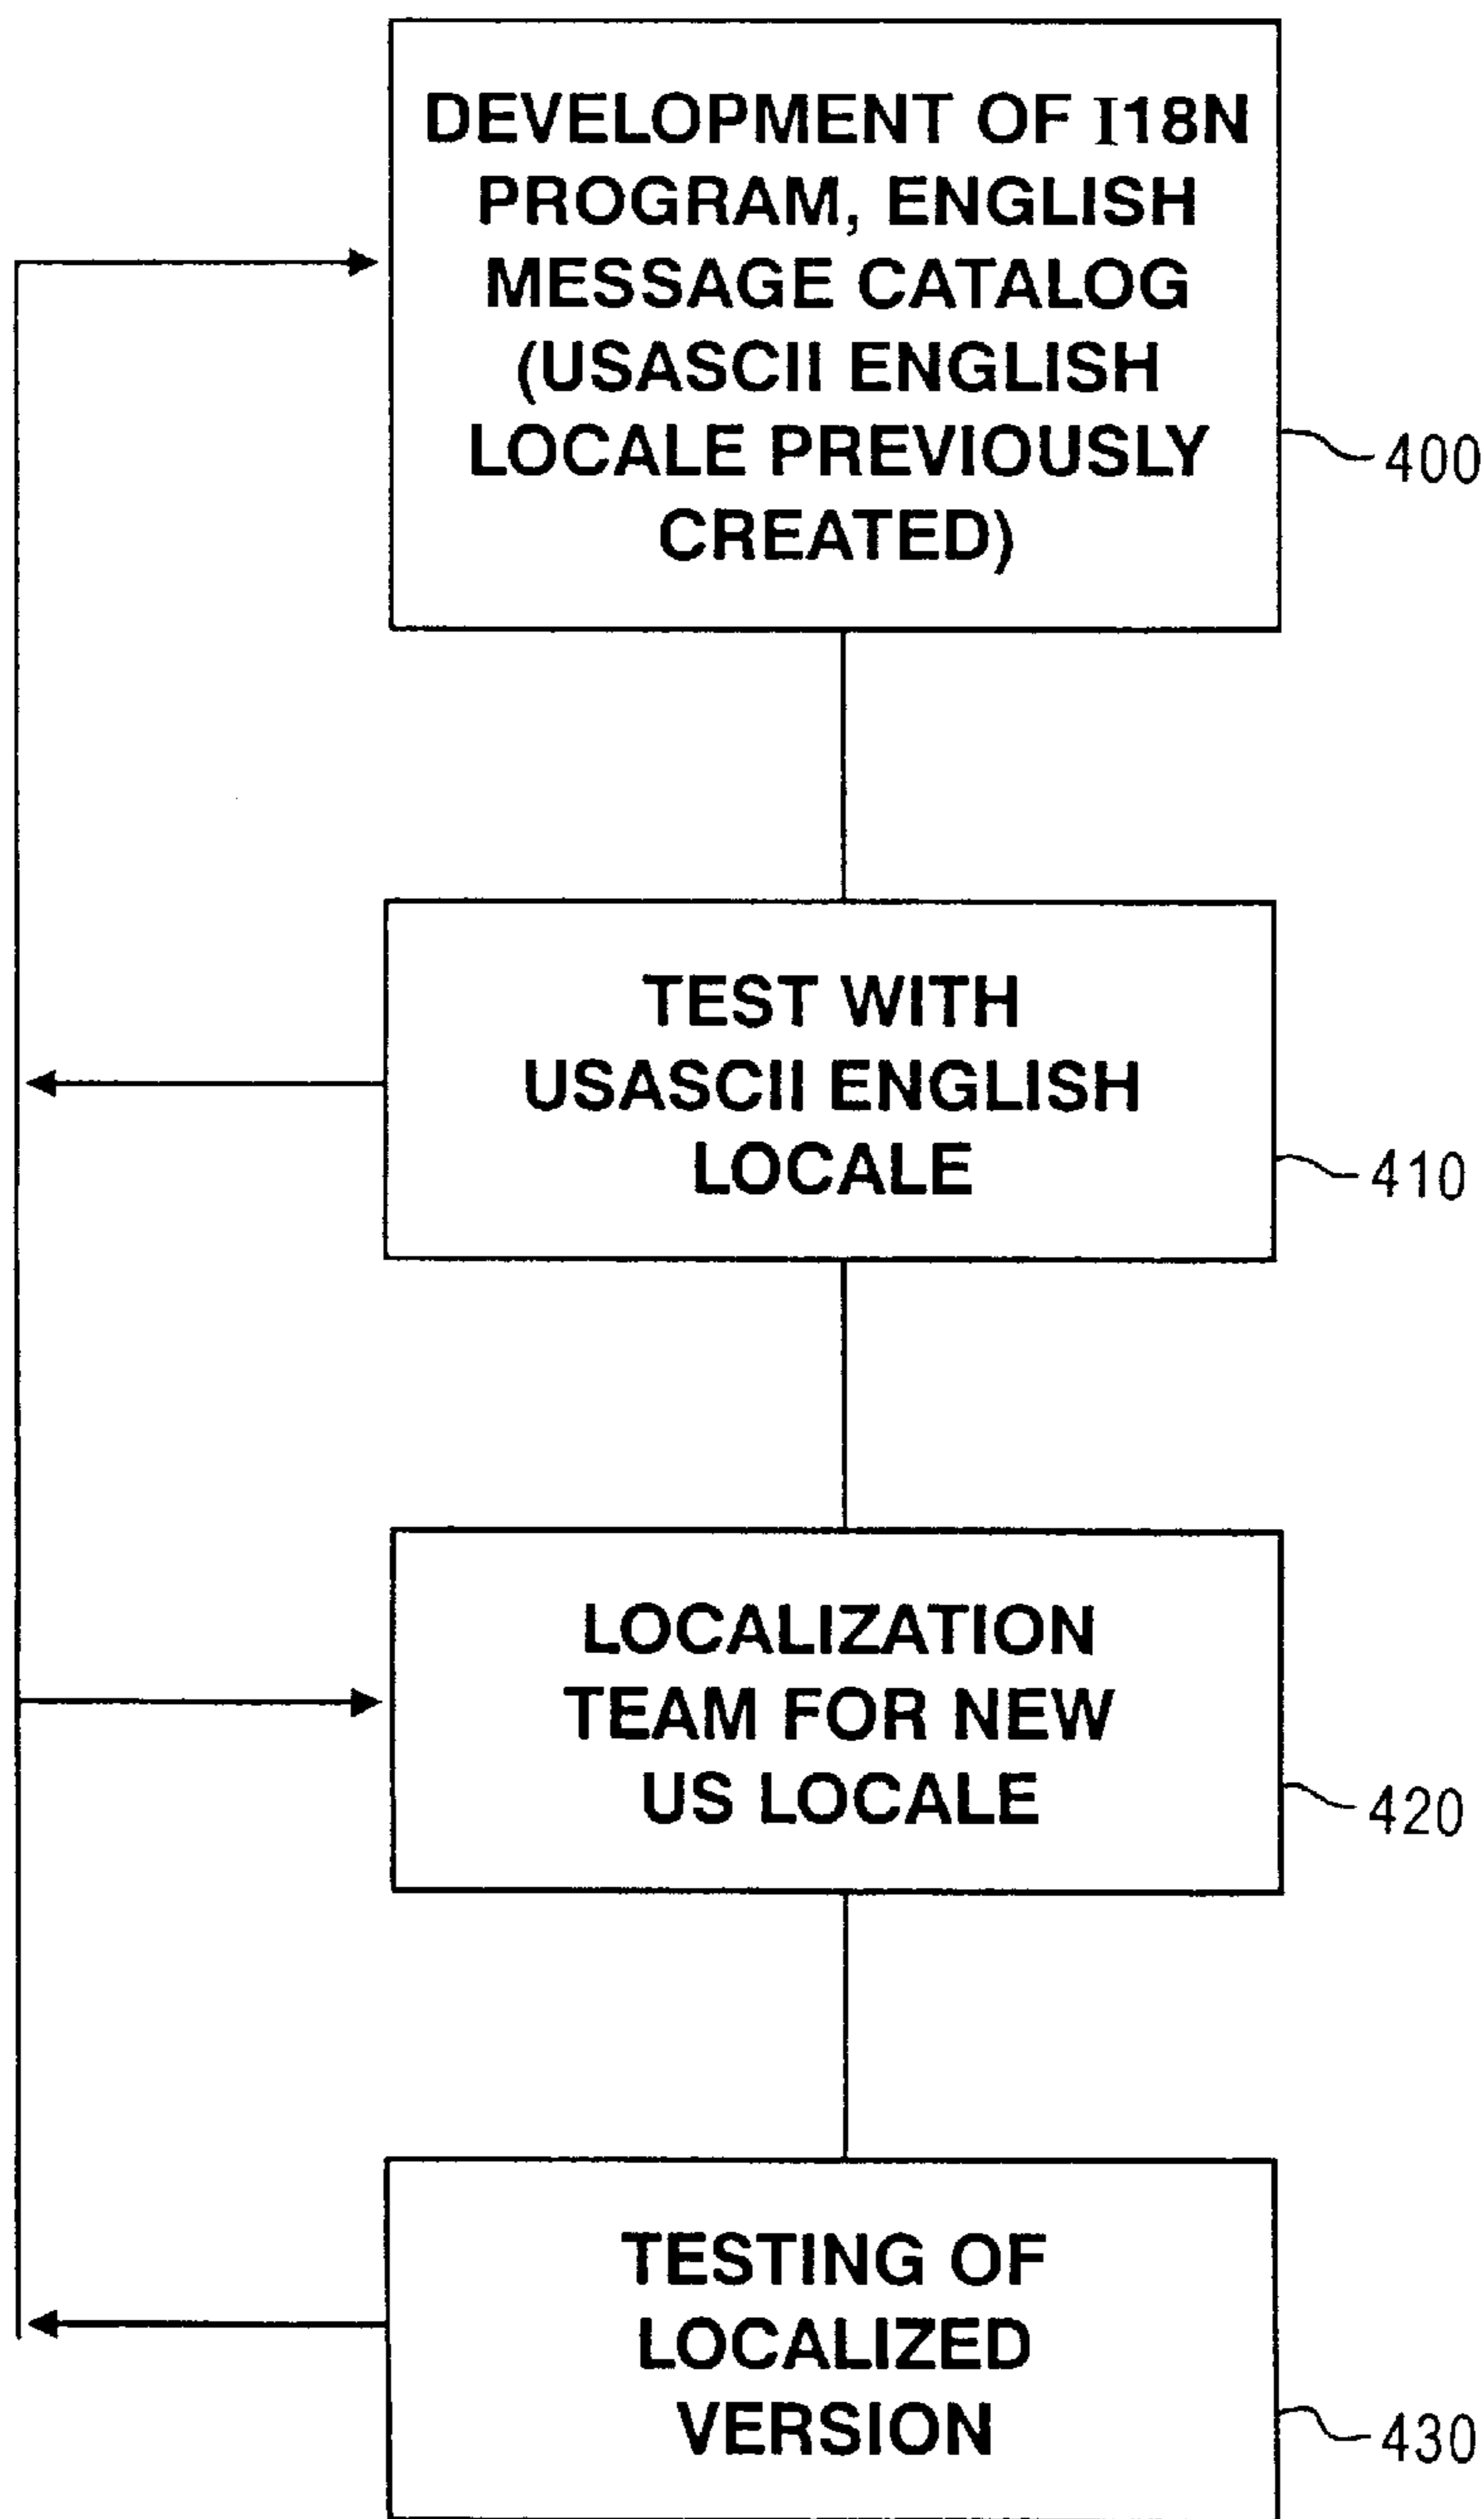 DEVELOPMENT OF I18N
PROGRAM, ENGLISH
MESSAGE CATALOG
(USASCII ENGLISH
LOCALE PREVIOUSLY
CREATED)
400
TEST WITH
USASCII ENGLISH
LOCALE
410
LOCALIZATION
TEAM FOR NEW
US LOCALE
420
TESTING OF
LOCALIZED
VERSION
430